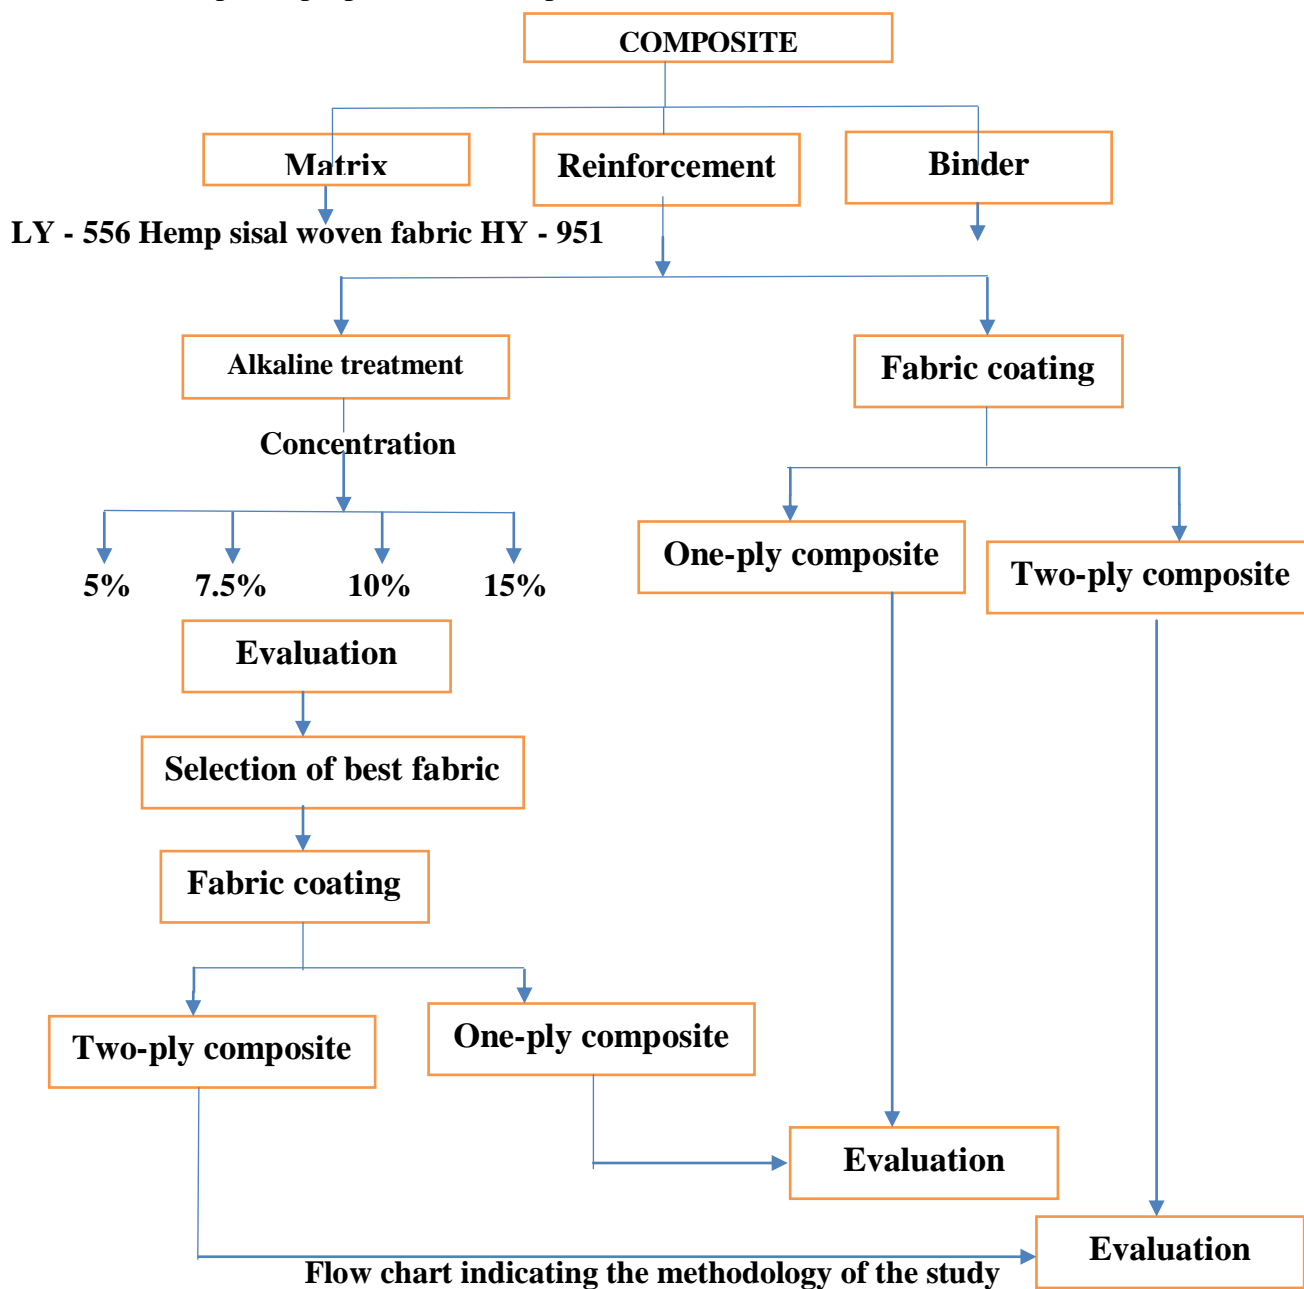 COMPOSITE
Matrix
Reinforcement
Binder
LY - 556 Hemp sisal woven fabric HY - 951
Alkaline treatment
Fabric coating
Concentration
One-ply composite
Two-ply composite
5%
7.5%
10%
15%
Evaluation
Selection of best fabric
Fabric coating
Two-ply composite
One-ply composite
Evaluation
Evaluation
Flow chart indicating the methodology of the study